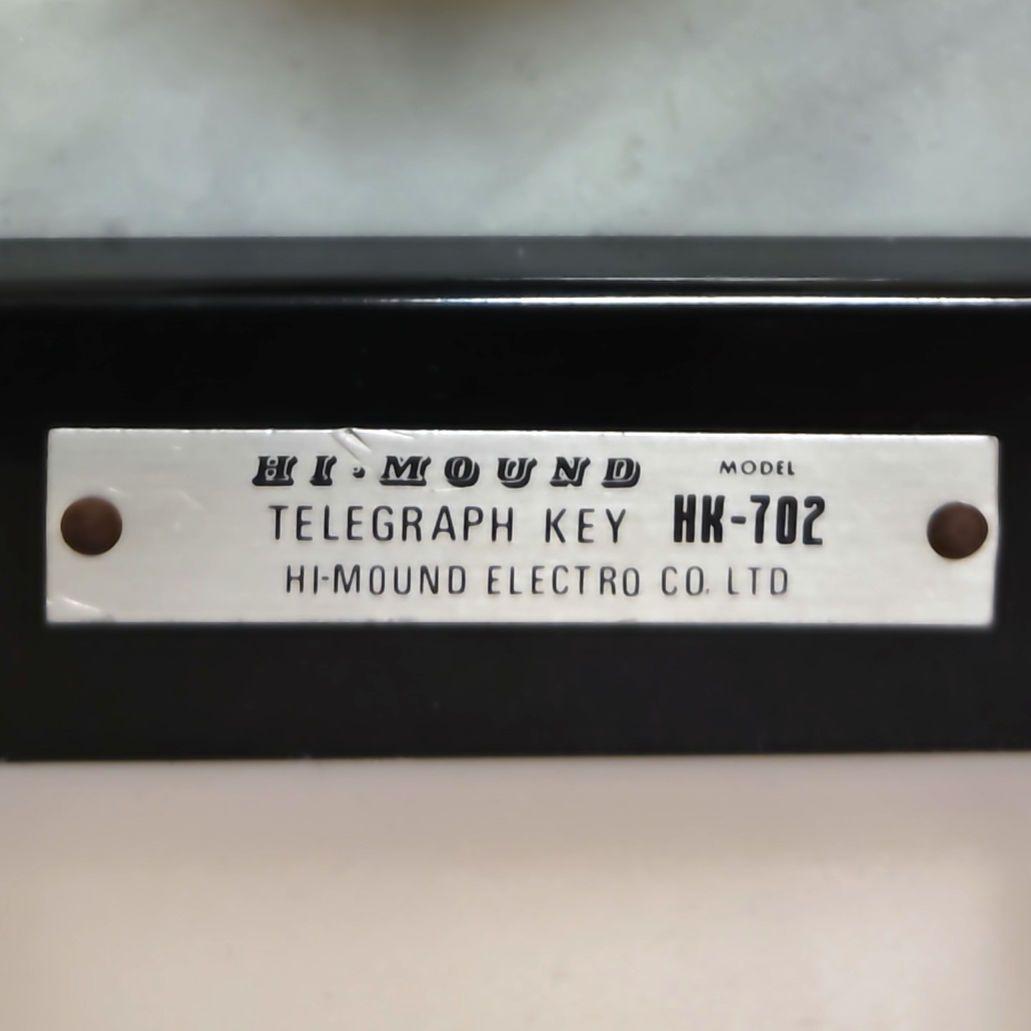 HI-MOUND MODEL
TELEGRAPH KEY HK-702
HI-MOUND ELECTRO CO. LTD